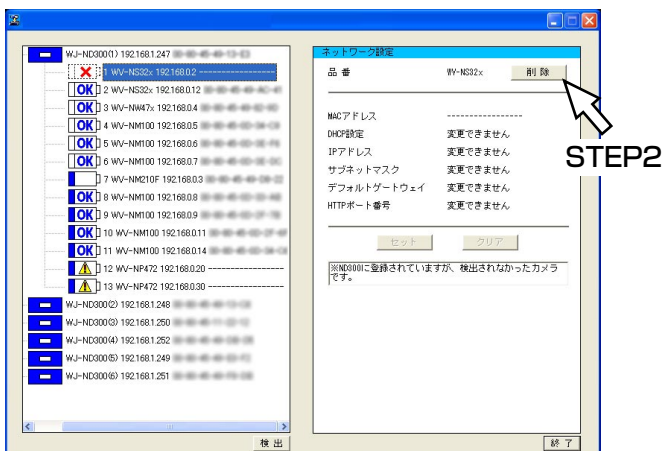 WJ-ND300(1) 192.168.1.247
1 WV-NS32x 192.168.0.2 -----------------
OK 2 WV-NS32x 192.168.0.12
OK 3 WV-NW47x 192.168.0.4
OK 4 WV-NM100 192.168.0.5
OK 5 WV-NM100 192.168.0.6
OK 6 WV-NM100 192.168.0.7
7 WV-NM210F 192.168.0.3
OK 8 WV-NM100 192.168.0.8
OK 9 WV-NM100 192.168.0.9
OK 10 WV-NM100 192.168.0.11
OK 11 WV-NM100 192.168.0.14
12 WV-NP472 192.168.0.20 -----------------
13 WV-NP472 192.168.0.30 -----------------
WJ-ND300(2) 192.168.1.248
WJ-ND300(3) 192.168.1.250
WJ-ND300(4) 192.168.1.252
WJ-ND300(5) 192.168.1.249
WJ-ND300(6) 192.168.1.251
検 出
ネットワーク設定
品 番 WV-NS32x 削 除
STEP2
MACアドレス -----------------
DHCP設定 変更できません
IPアドレス 変更できません
サブネットマスク 変更できません
デフォルトゲートウェイ 変更できません
HTTPポート番号 変更できません
セット クリア
※ND300に登録されていますが、検出されなかったカメラ
です。
終 了